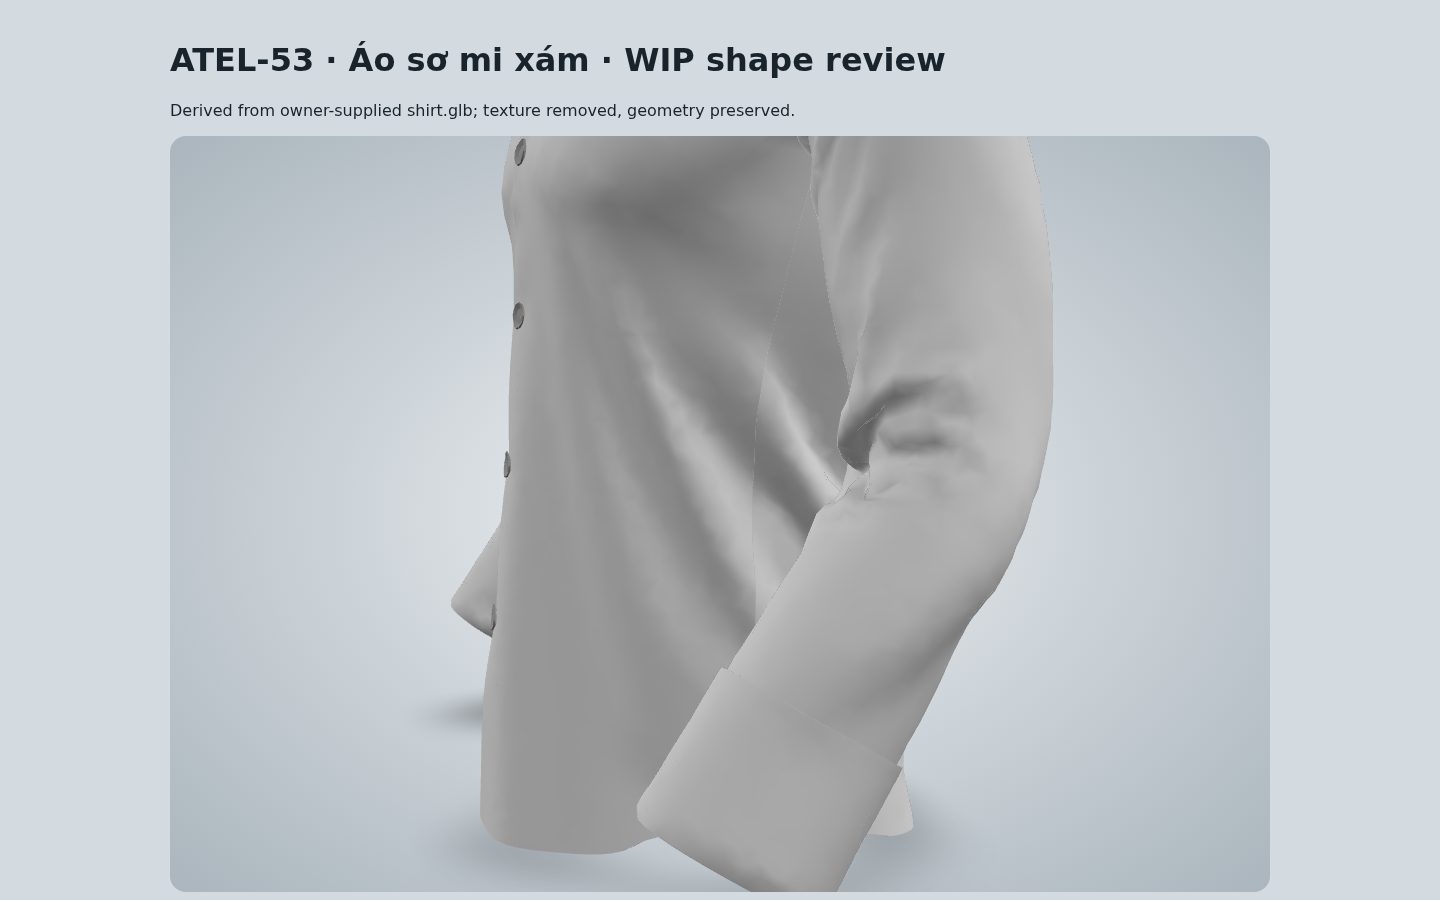 ATEL-53 · Áo sơ mi xám · WIP shape review
Derived from owner-supplied shirt.glb; texture removed, geometry preserved.